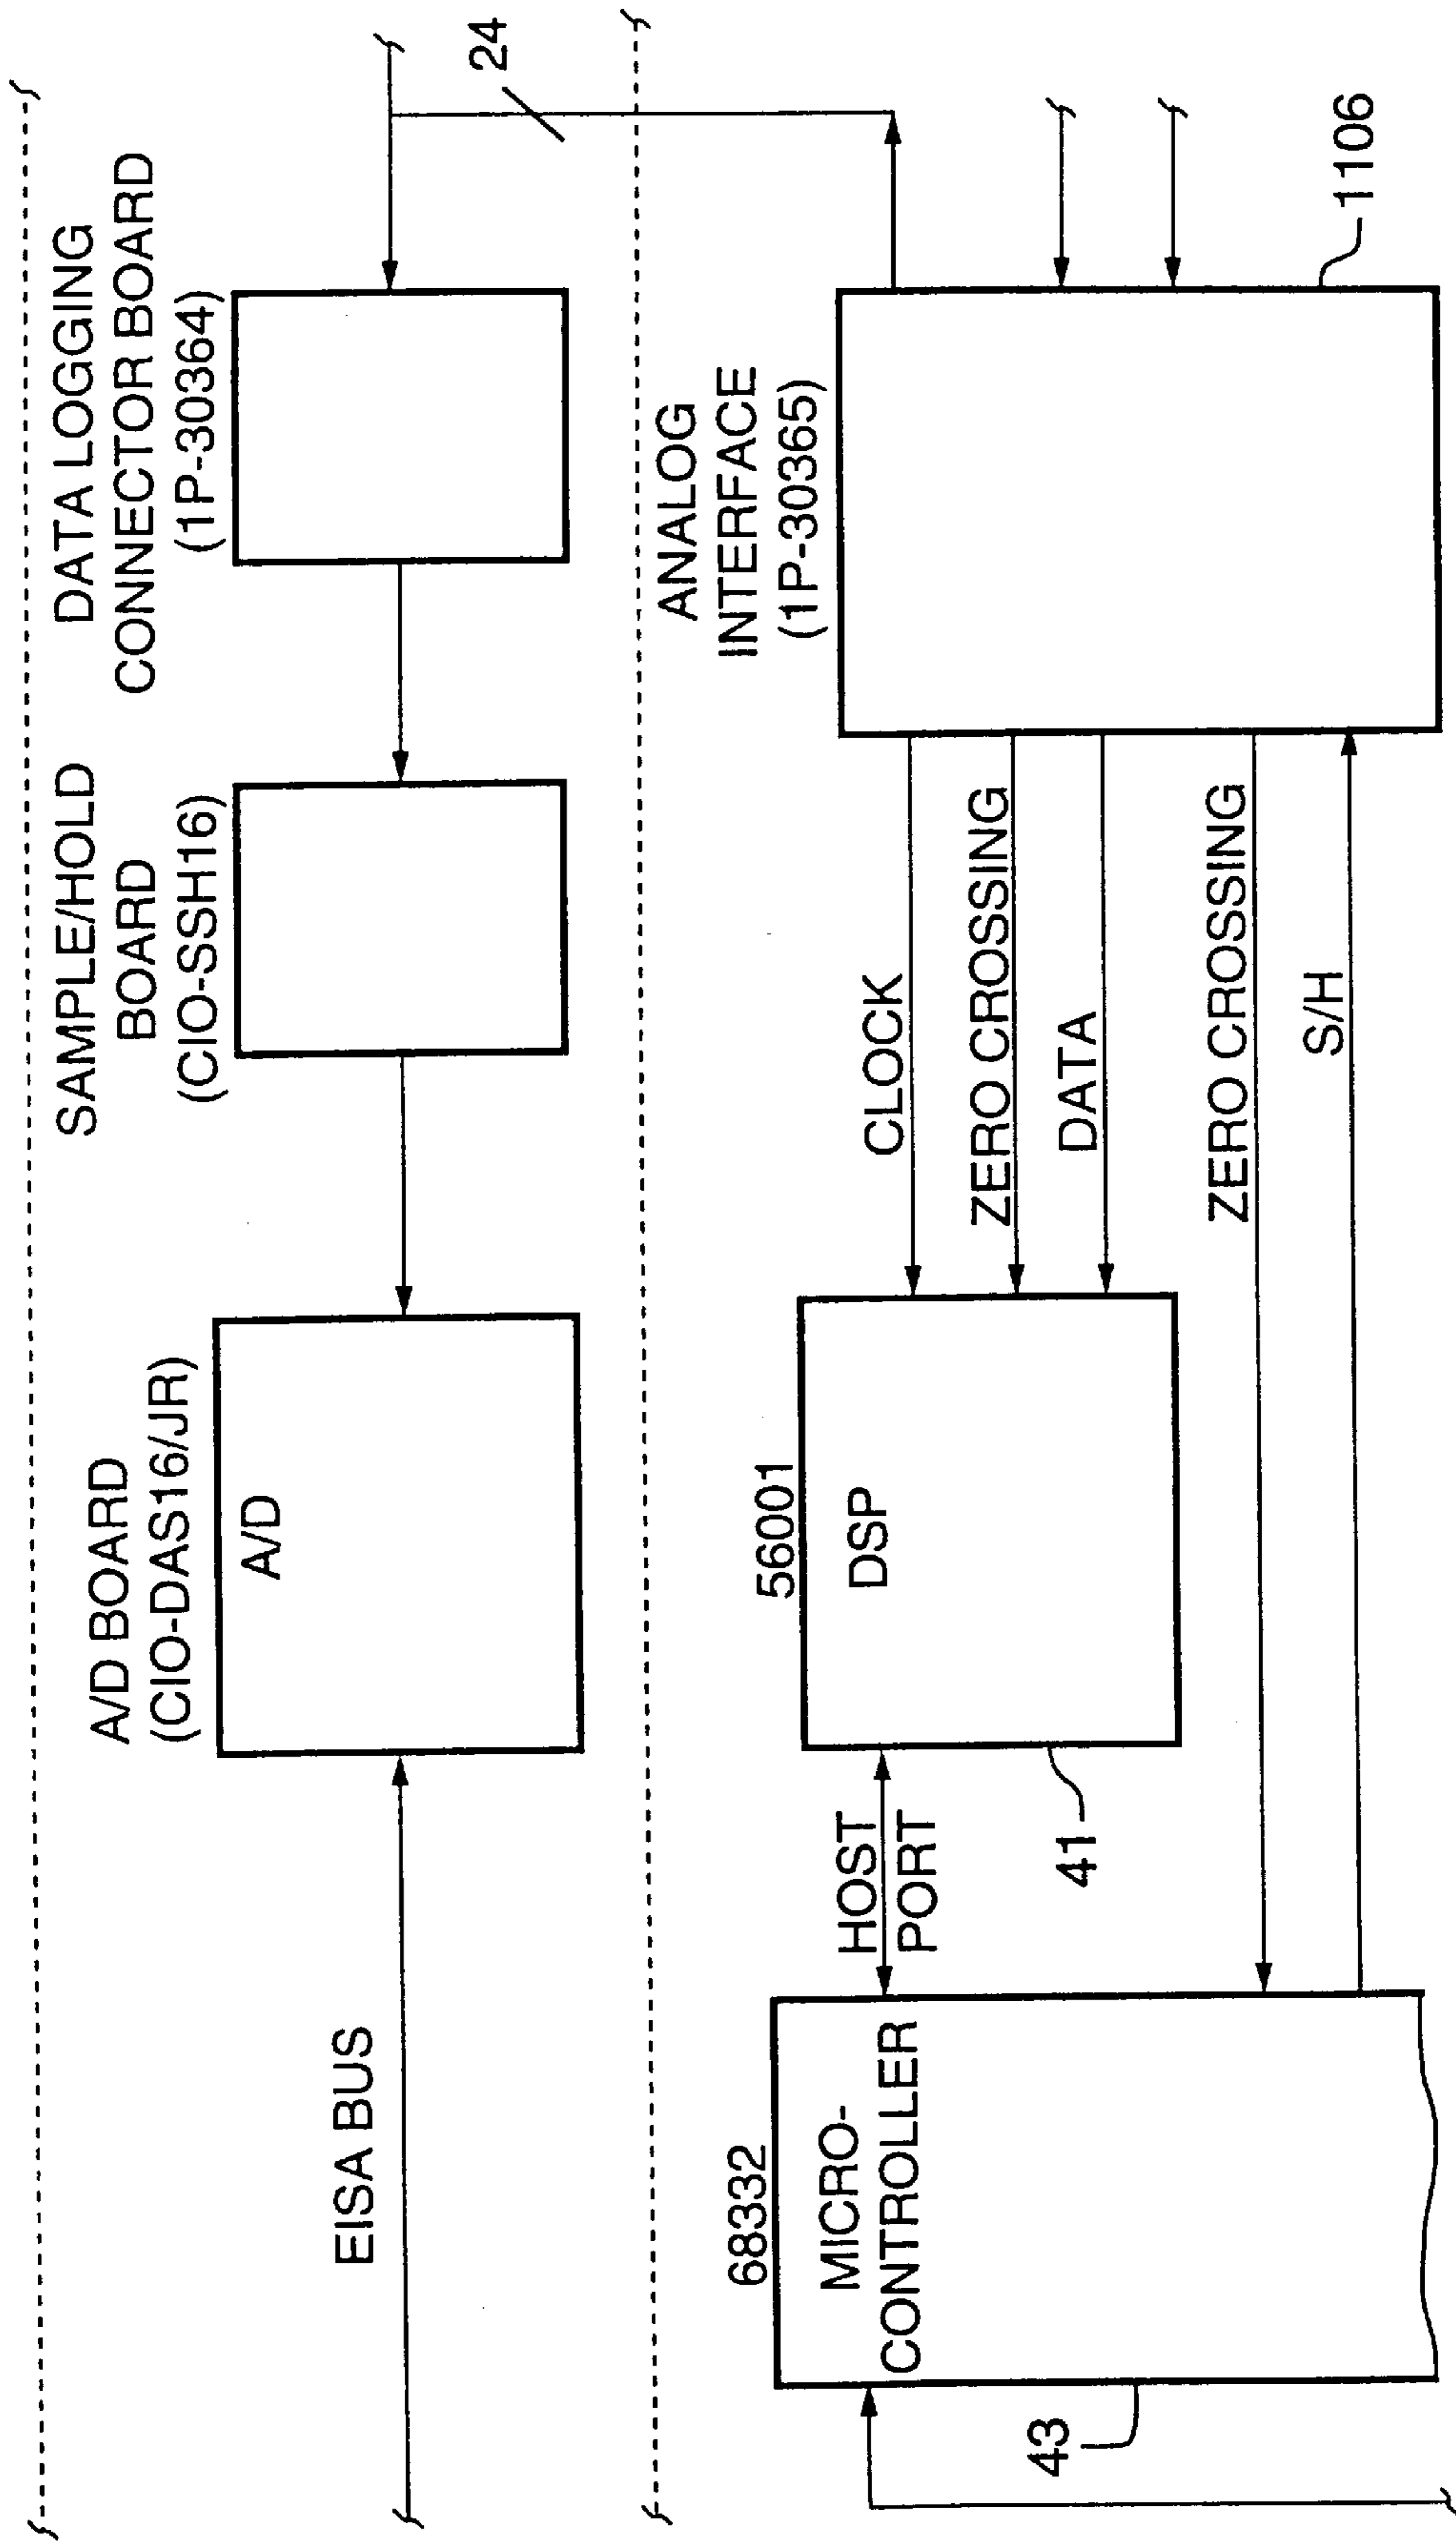 DATA LOGGING
CONNECTOR BOARD
(1P-30364)
SAMPLE/HOLD
BOARD
(CIO-SSH16)
A/D BOARD
(CIO-DAS16/JR)
A/D
EISA BUS
24
ANALOG
INTERFACE
(1P-30365)
1106
CLOCK
ZERO CROSSING
DATA
ZERO CROSSING
S/H
56001
DSP
41
HOST
PORT
68332
MICRO-
CONTROLLER
43